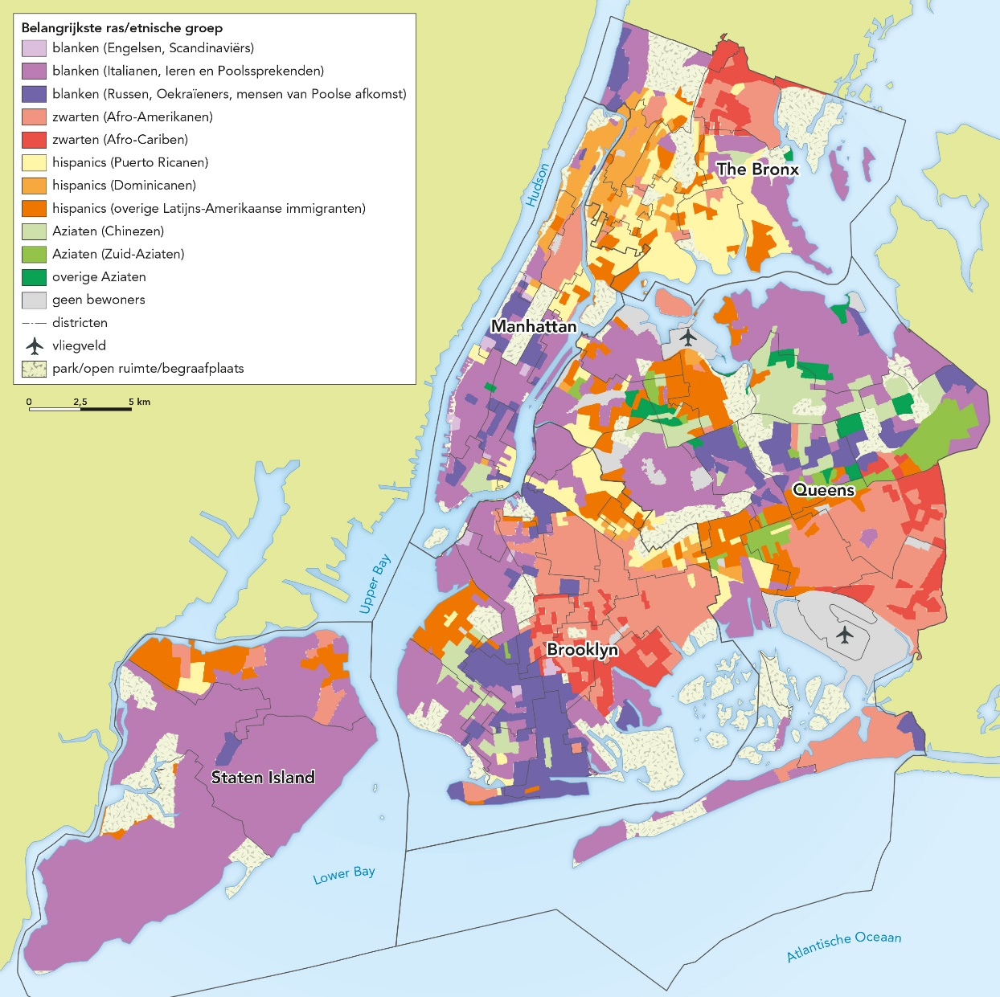 Belangrijkste ras/etnische groep
blanken (Engelsen, Scandinaviërs)
blanken (Italianen, Ieren en Poolssprekenden)
blanken (Russen, Oekraïeners, mensen van Poolse afkomst)
zwarten (Afro-Amerikanen)
zwarten (Afro-Cariben)
hispanics (Puerto Ricanen)
hispanics (Dominicanen)
hispanics (overige Latijns-Amerikaanse immigranten)
Aziaten (Chinezen)
Aziaten (Zuid-Aziaten)
overige Aziaten
geen bewoners
districten
vliegveld
park/open ruimte/begraafplaats
0 2,5 5 km
Hudson
The Bronx
Manhattan
Queens
Upper Bay
Brooklyn
Staten Island
Lower Bay
Atlantische Oceaan